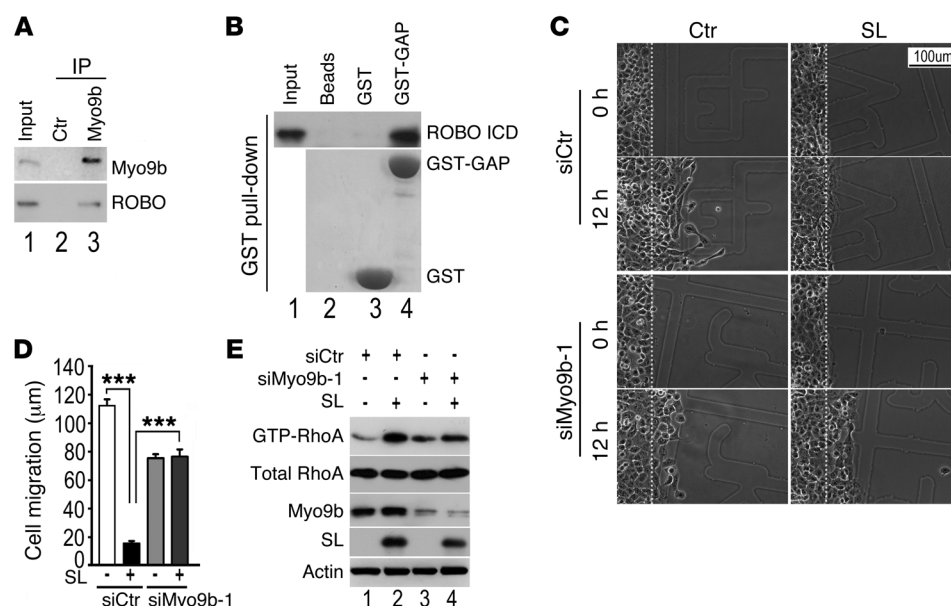 A
IP
Input
Ctr
Myo9b
Myo9b
ROBO
1 2 3
B
Input
Beads
GST
GST-GAP
GST pull-down
ROBO ICD
GST-GAP
GST
1 2 3 4
C
Ctr SL
100um
siCtr
0 h
12 h
siMyo9b-1
0 h
12 h
D
Cell migration (μm)
140
120
100
80
60
40
20
0
***
***
SL - + - +
siCtr siMyo9b-1
E
siCtr + + - -
siMyo9b-1 - - + +
SL - + - +
GTP-RhoA
Total RhoA
Myo9b
SL
Actin
1 2 3 4